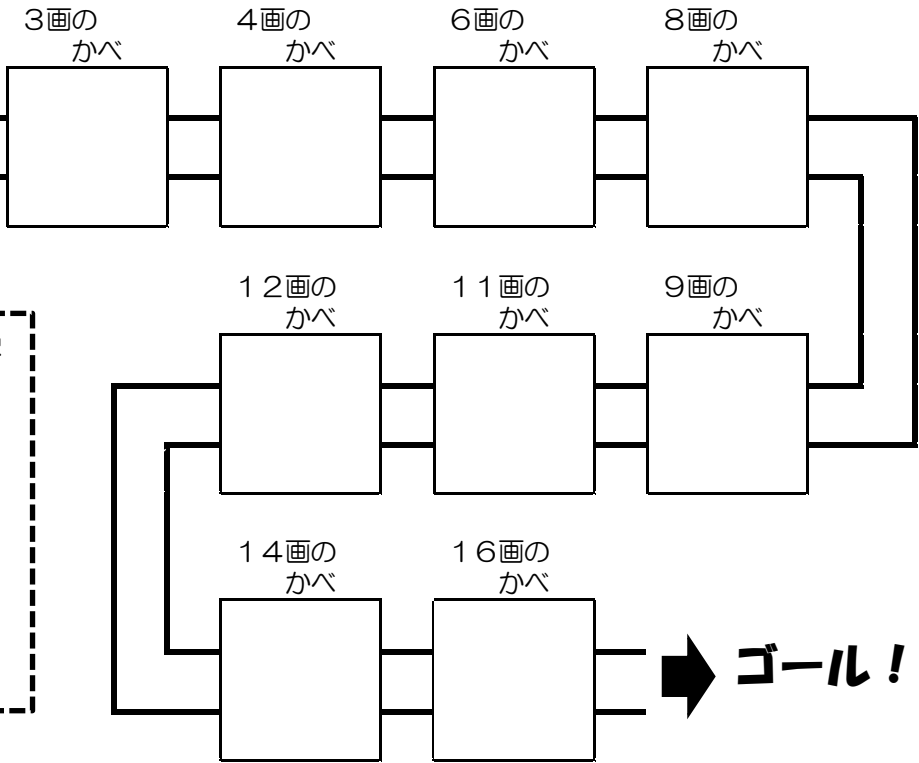 3画の
かべ
4画の
かべ
6画の
かべ
8画の
かべ
12画の
かべ
11画の
かべ
9画の
かべ
14画の
かべ
16画の
かべ
ゴール!